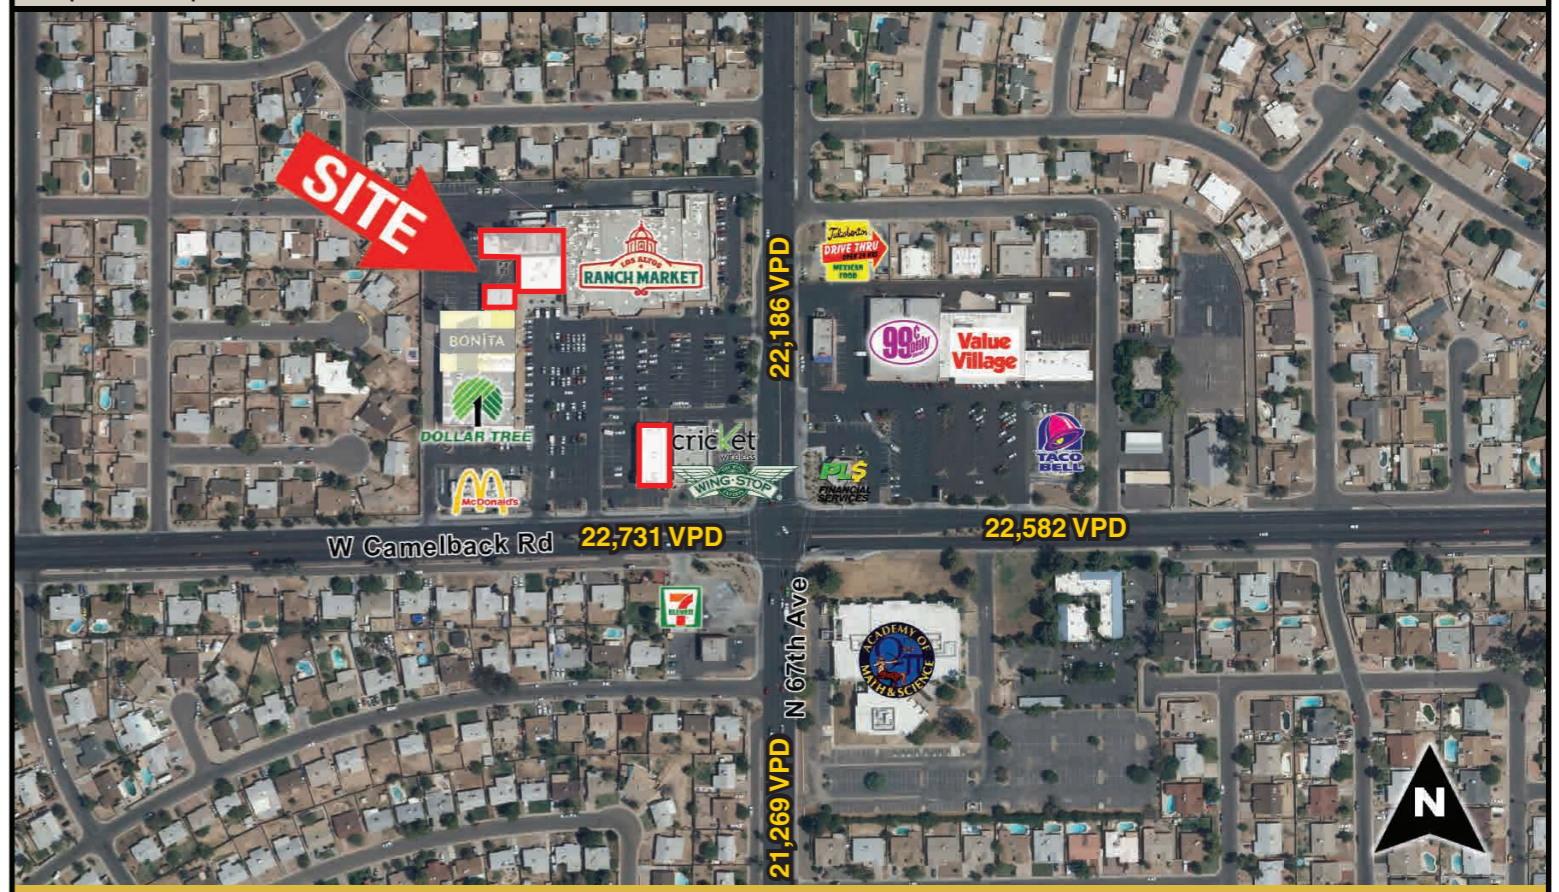 SITE
LOS ALTOS
RANCH MARKET
BONITA
1
DOLLAR TREE
McDonald's
cricket
wireless
WING·STOP
22,186 VPD
DRIVE THRU
OPEN 24 HRS
MEXICAN
FOOD
99¢ only
Value
Village
TACO
BELL
PL$
FINANCIAL
SERVICES
W Camelback Rd
22,731 VPD
22,582 VPD
7
ELEVEN
N 67th Ave
ACADEMY OF
MATH & SCIENCE
21,269 VPD
N